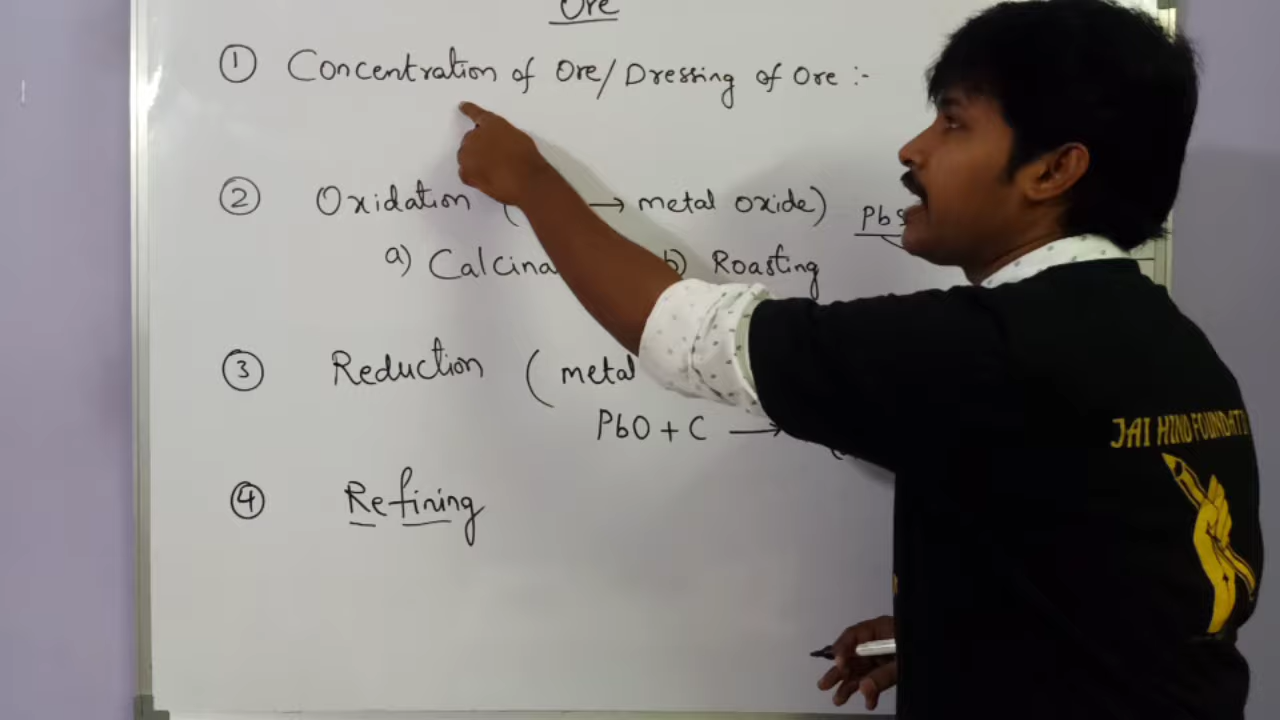 Ore
① Concentration of Ore/Dressing of Ore :-
② Oxidation ( → metal oxide) PbS
a) Calcina b) Roasting
③ Reduction ( metal
PbO + C →
④ Refining
JAI HIND FOUNDATI